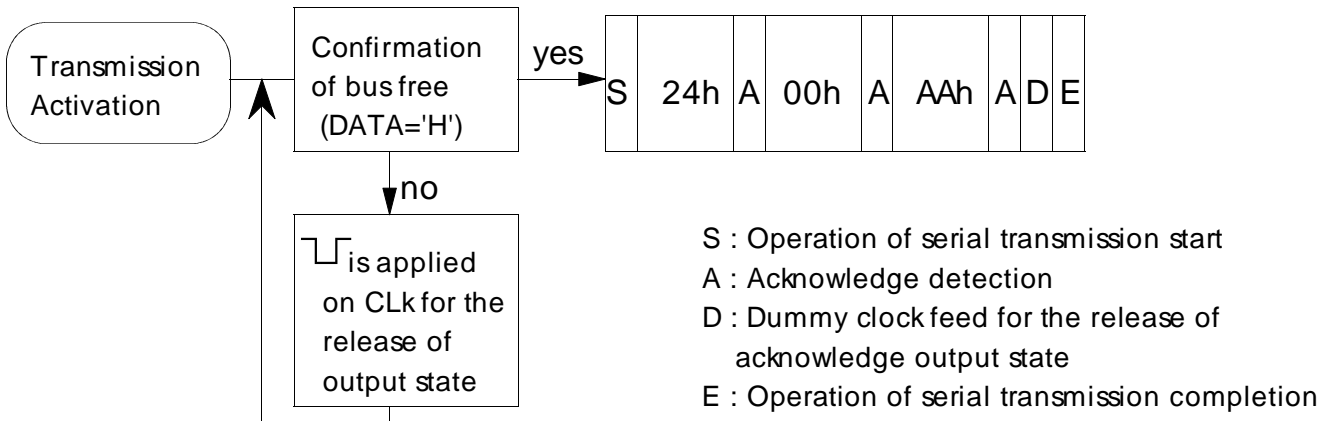 Transmission
Activation
Confirmation
of bus free
(DATA='H')
yes
S 24h A 00h A AAh A D E
no
is applied
on CLk for the
release of
output state
S : Operation of serial transmission start
A : Acknowledge detection
D : Dummy clock feed for the release of
acknowledge output state
E : Operation of serial transmission completion